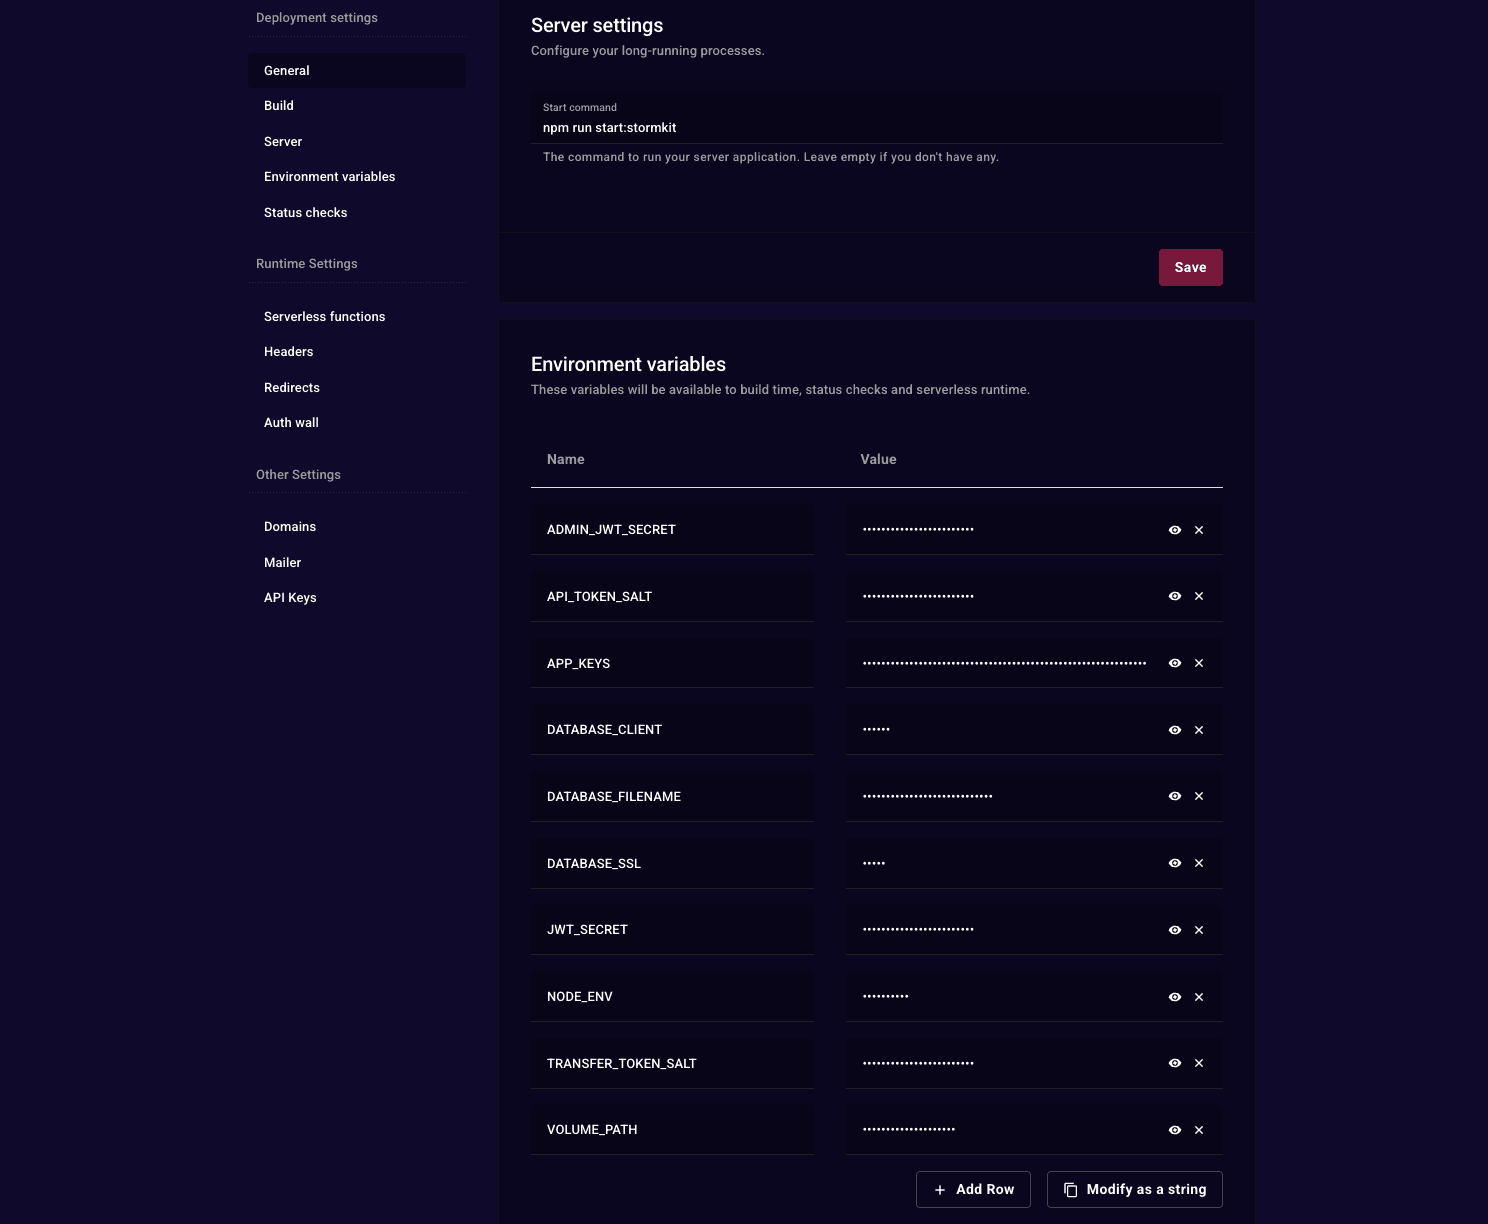 Deployment settings
General
Build
Server
Environment variables
Status checks
Runtime Settings
Serverless functions
Headers
Redirects
Auth wall
Other Settings
Domains
Mailer
API Keys
Server settings
Configure your long-running processes.
Start command
npm run start:stormkit
The command to run your server application. Leave empty if you don't have any.
Save
Environment variables
These variables will be available to build time, status checks and serverless runtime.
Name Value
ADMIN_JWT_SECRET
API_TOKEN_SALT
APP_KEYS
DATABASE_CLIENT
DATABASE_FILENAME
DATABASE_SSL
JWT_SECRET
NODE_ENV
TRANSFER_TOKEN_SALT
VOLUME_PATH
Add Row Modify as a string